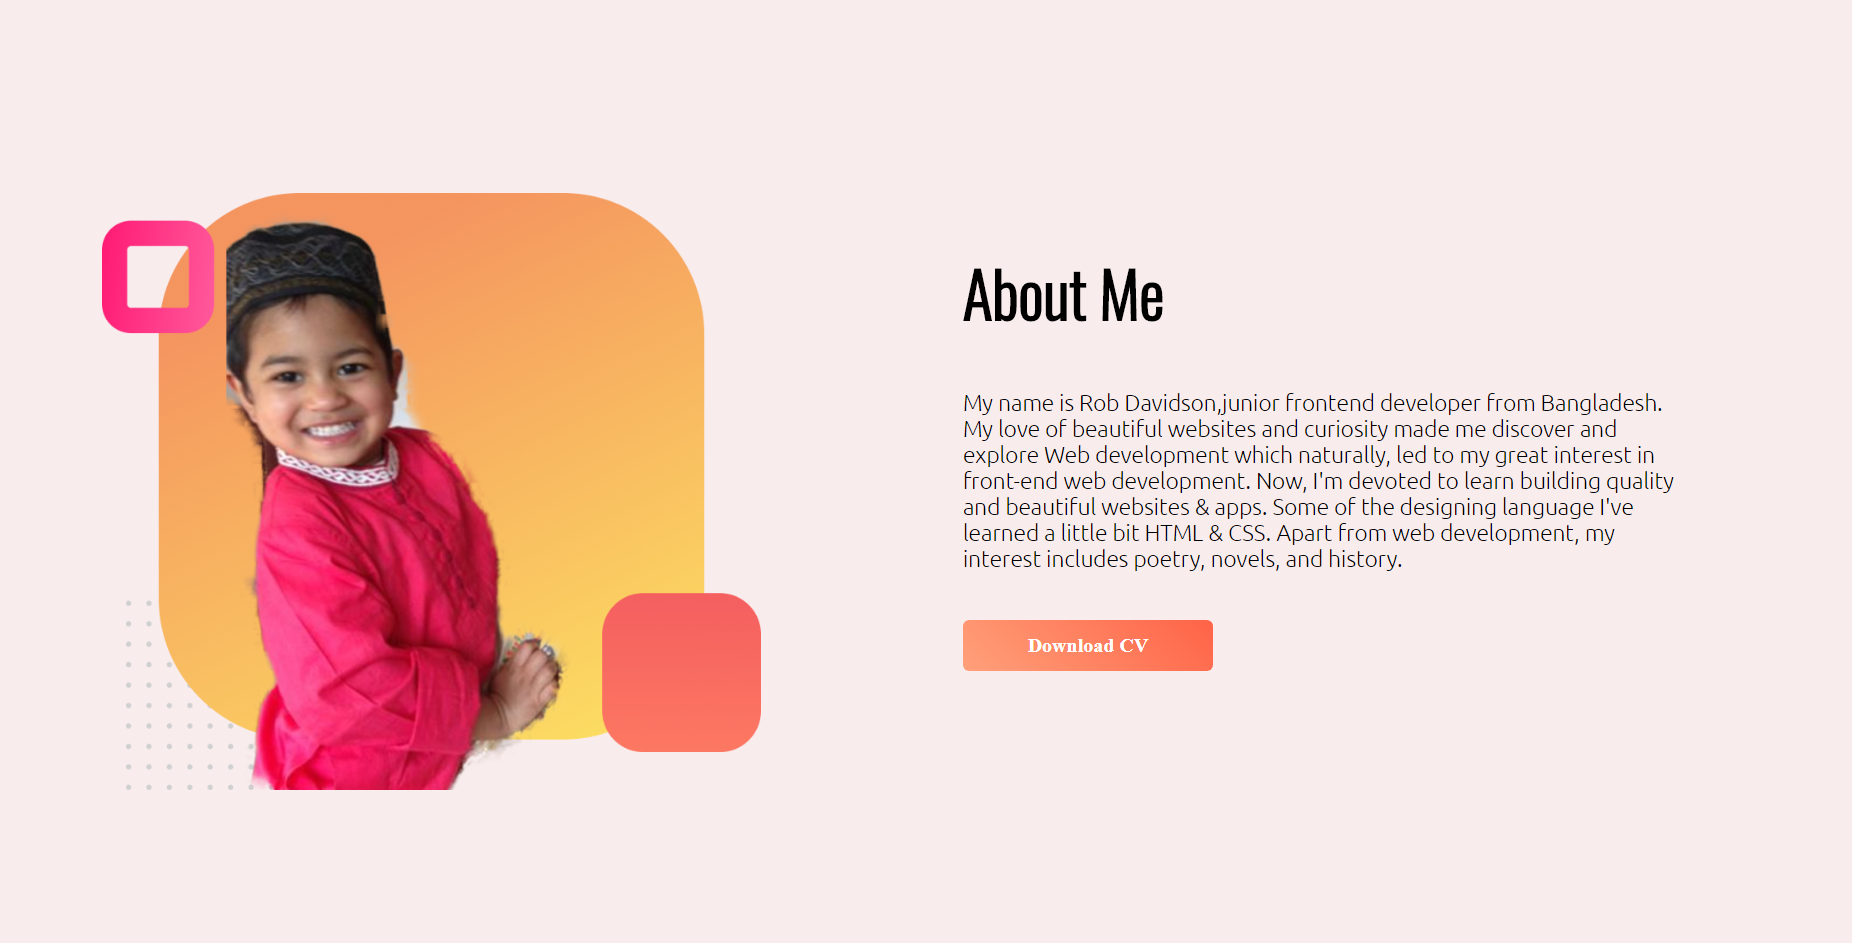 About Me
My name is Rob Davidson,junior frontend developer from Bangladesh.
My love of beautiful websites and curiosity made me discover and
explore Web development which naturally, led to my great interest in
front-end web development. Now, I'm devoted to learn building quality
and beautiful websites & apps. Some of the designing language I've
learned a little bit HTML & CSS. Apart from web development, my
interest includes poetry, novels, and history.
Download CV